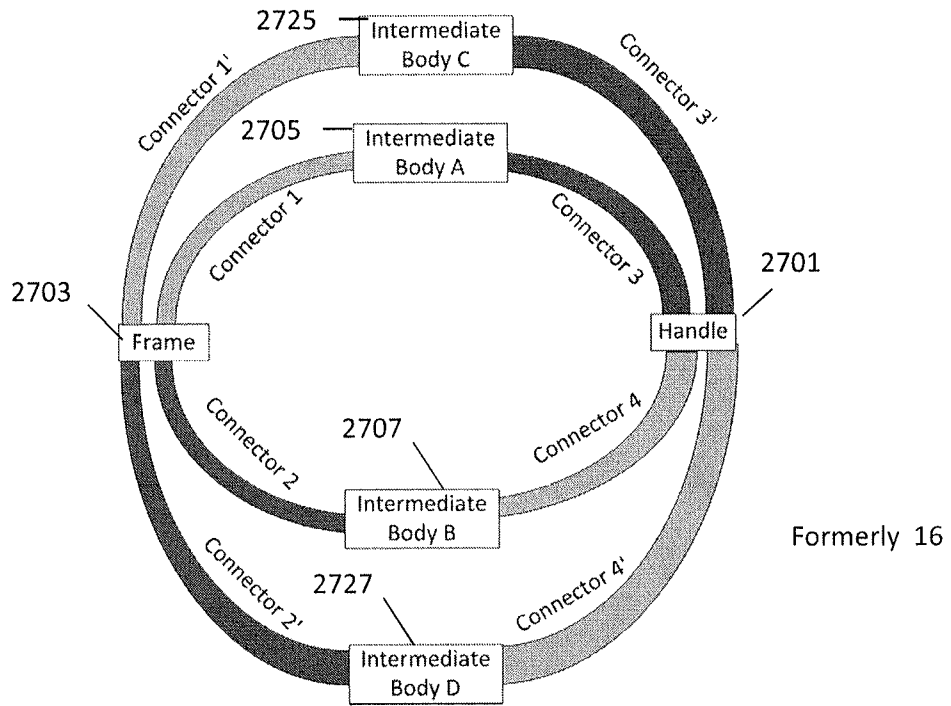 2725
Intermediate
Body C
Connector 1'
Connector 3'
2705
Intermediate
Body A
Connector 1
Connector 3
2703
2701
Frame
Handle
Connector 2
2707
Connector 4
Intermediate
Body B
Formerly 16
Connector 2'
2727
Connector 4'
Intermediate
Body D